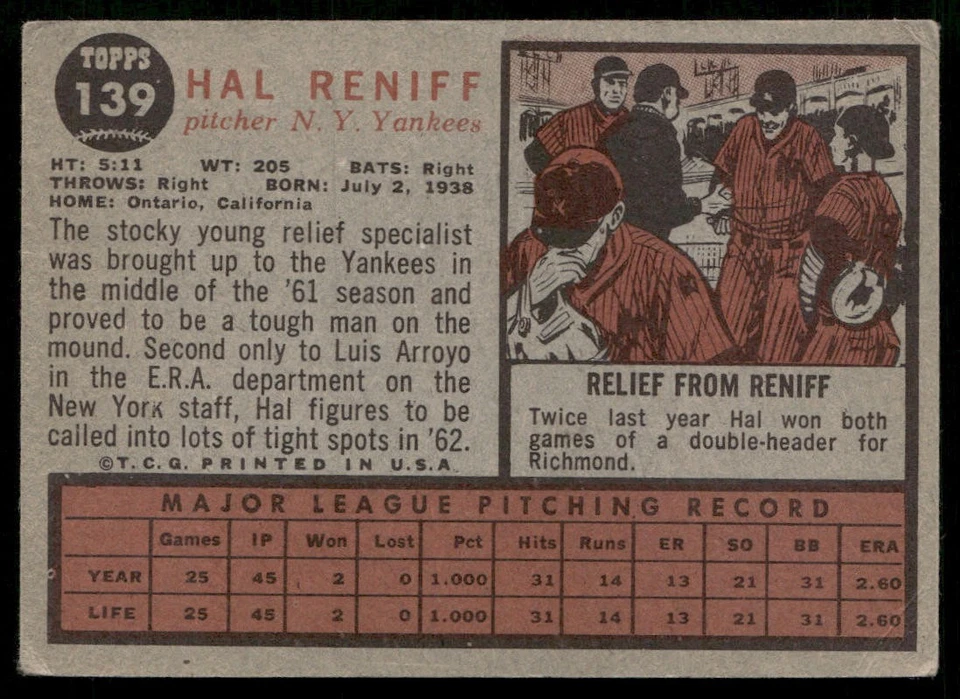 TOPPS
139
HAL RENIFF
pitcher N. Y. Yankees
HT: 5:11 WT: 205 BATS: Right
THROWS: Right BORN: July 2, 1938
HOME: Ontario, California
The stocky young relief specialist
was brought up to the Yankees in
the middle of the '61 season and
proved to be a tough man on the
mound. Second only to Luis Arroyo
in the E.R.A. department on the
New York staff, Hal figures to be
called into lots of tight spots in '62.
©T.C.G. PRINTED IN U.S.A.
RELIEF FROM RENIFF
Twice last year Hal won both
games of a double-header for
Richmond.
MAJOR LEAGUE PITCHING RECORD
Games IP Won Lost Pct Hits Runs ER SO BB ERA
YEAR 25 45 2 0 1.000 31 14 13 21 31 2.60
LIFE 25 45 2 0 1.000 31 14 13 21 31 2.60